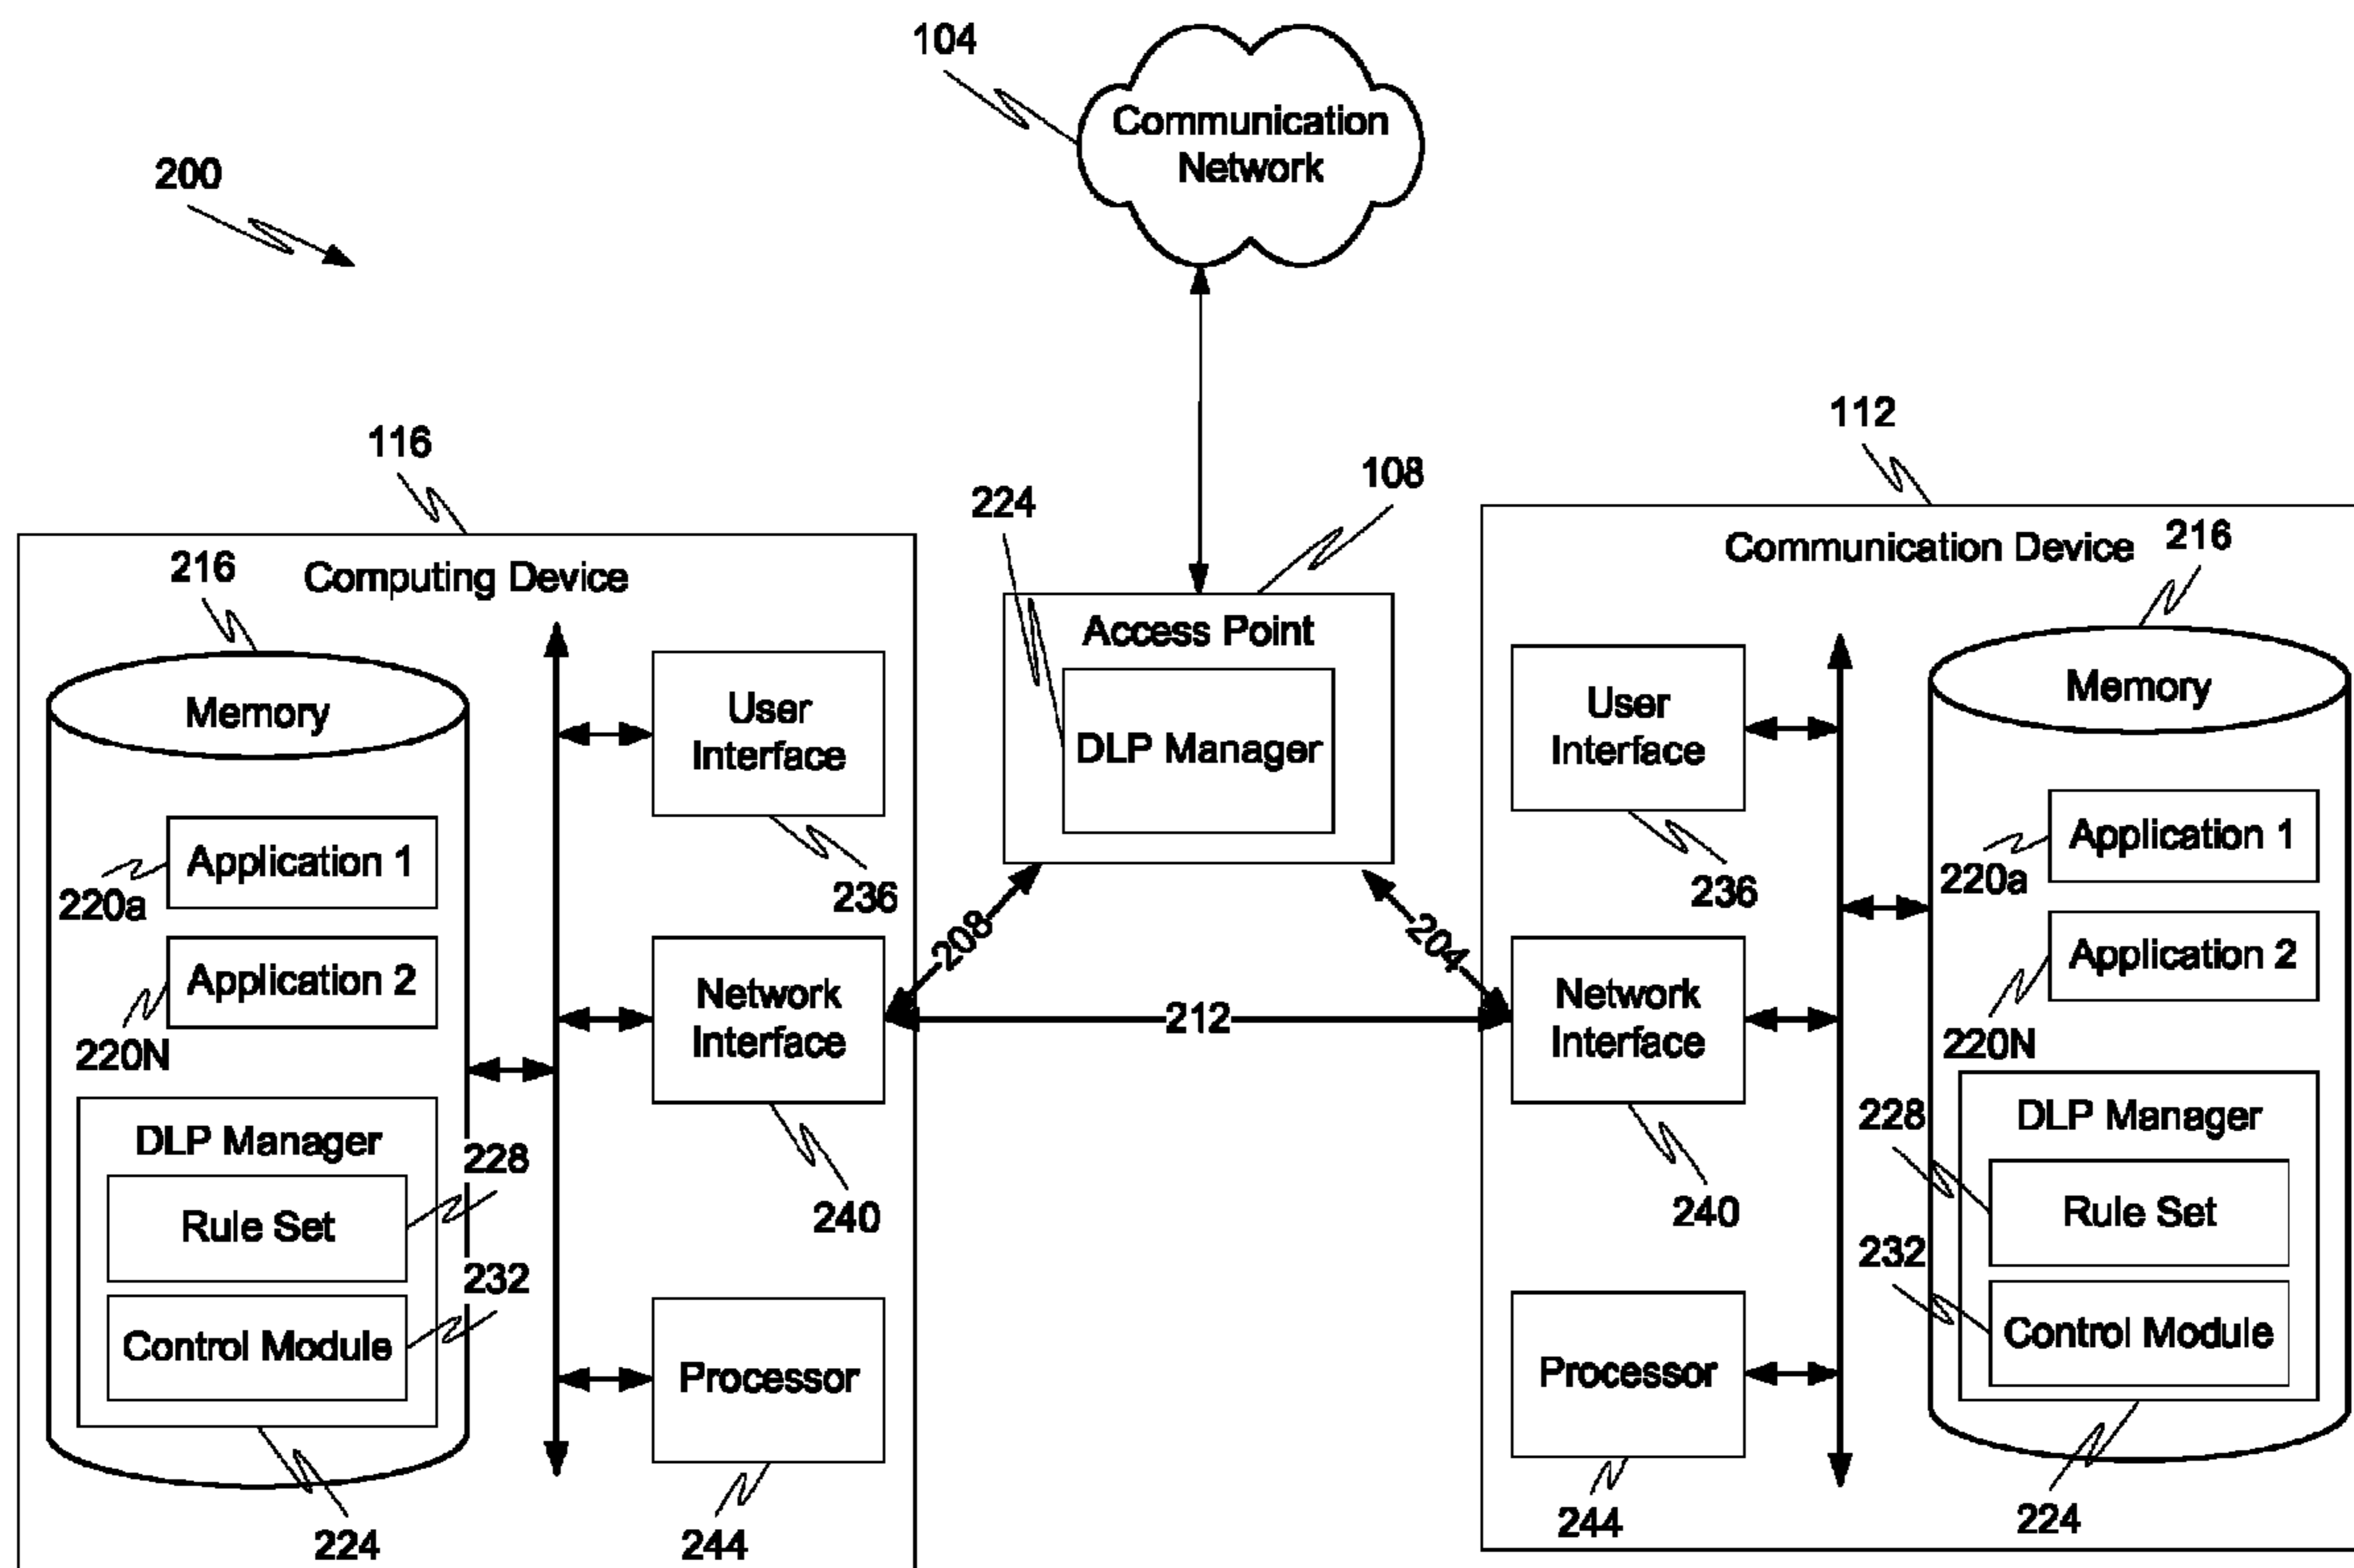 104
Communication
Network
200
116
112
224
108
216
Computing Device
Communication Device
216
Access Point
Memory
User
Interface
DLP Manager
User
Interface
Memory
Application 1
220a
236
236
Application 1
220a
Application 2
220N
Network
Interface
208
204
212
Network
Interface
Application 2
220N
DLP Manager
228
Rule Set
240
240
228
DLP Manager
Rule Set
232
Control Module
Processor
Processor
232
Control Module
224
244
244
224